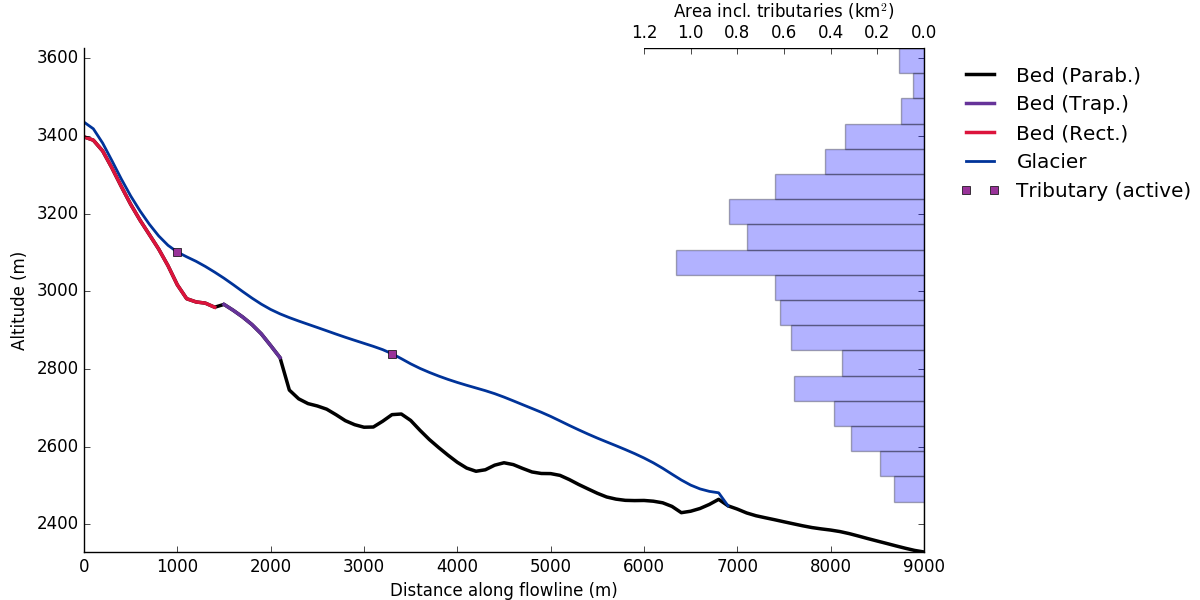 Area incl. tributaries (km²)
1.2 1.0 0.8 0.6 0.4 0.2 0.0
3600
3400
3200
3000
2800
2600
2400
Altitude (m)
0 1000 2000 3000 4000 5000 6000 7000 8000 9000
Distance along flowline (m)
Bed (Parab.)
Bed (Trap.)
Bed (Rect.)
Glacier
Tributary (active)